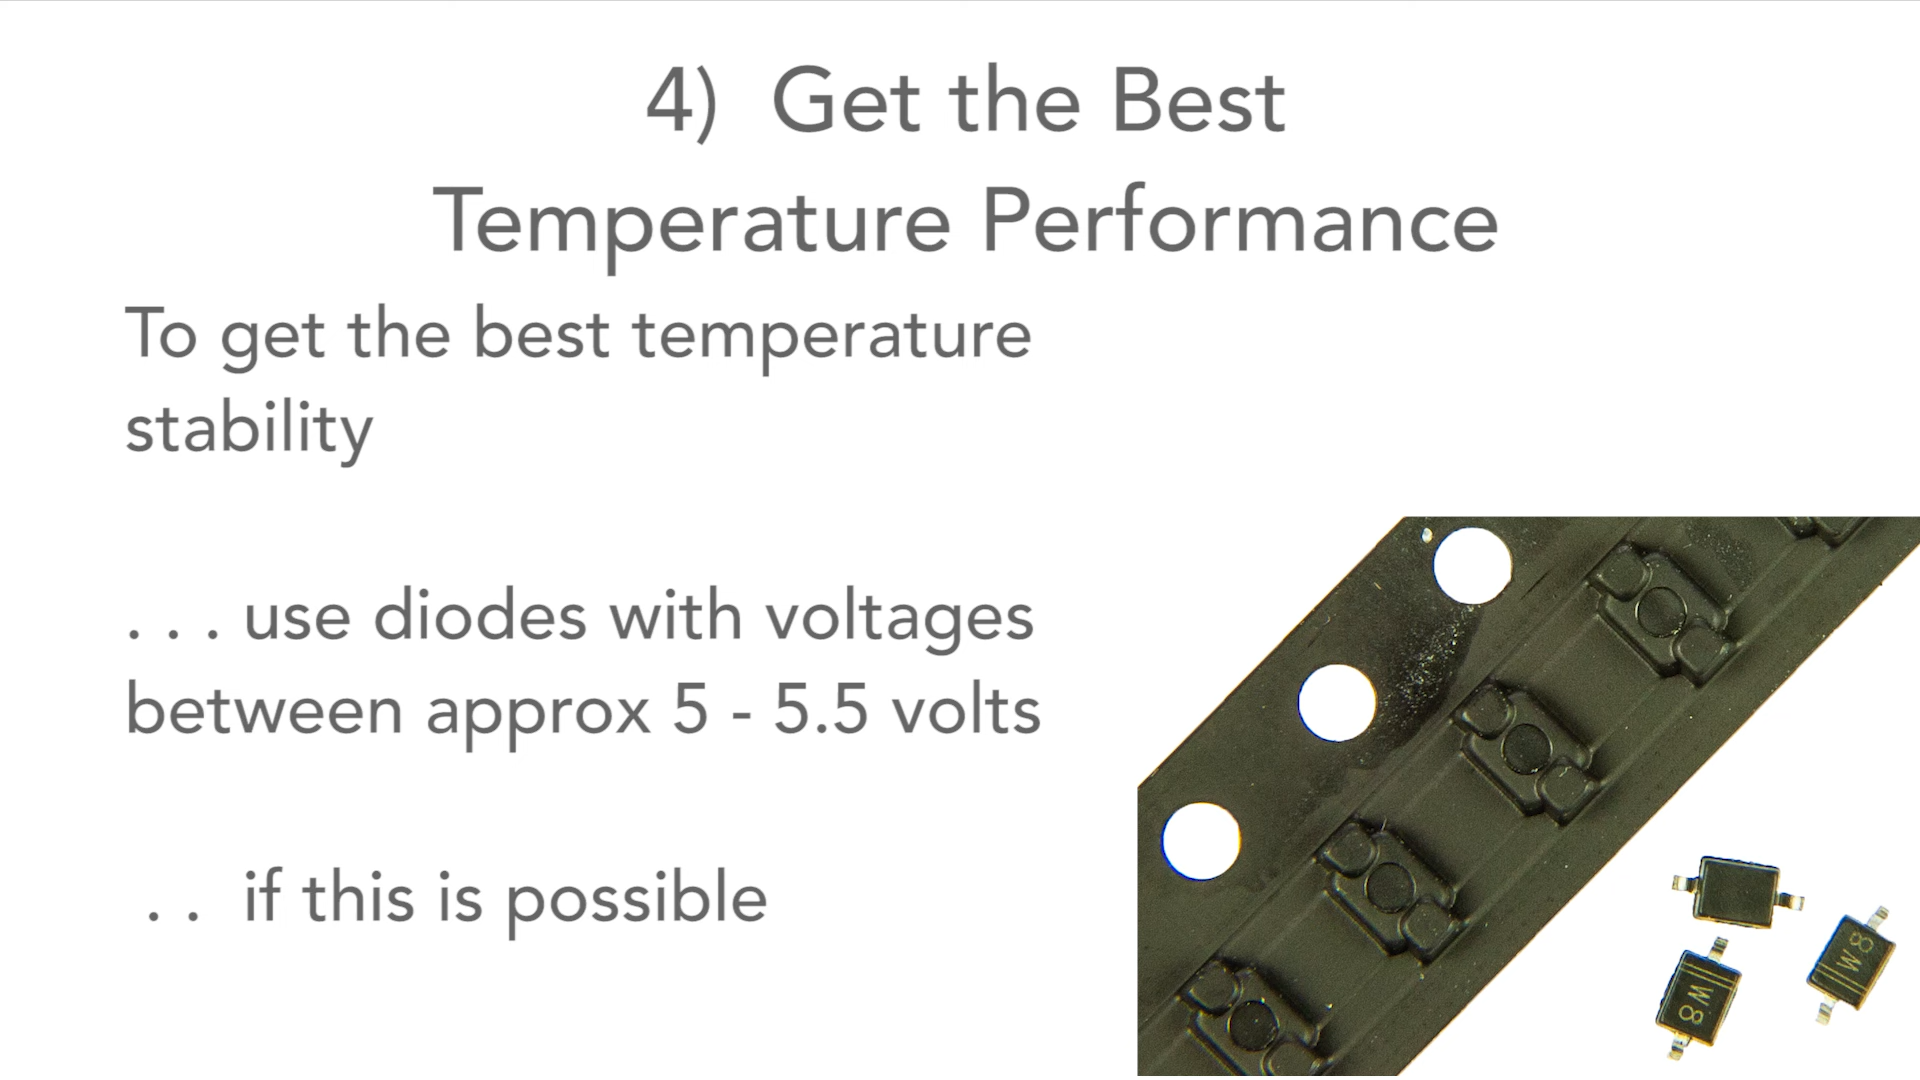 4) Get the Best
Temperature Performance
To get the best temperature
stability
. . . use diodes with voltages
between approx 5 - 5.5 volts
. . if this is possible
W8
W8